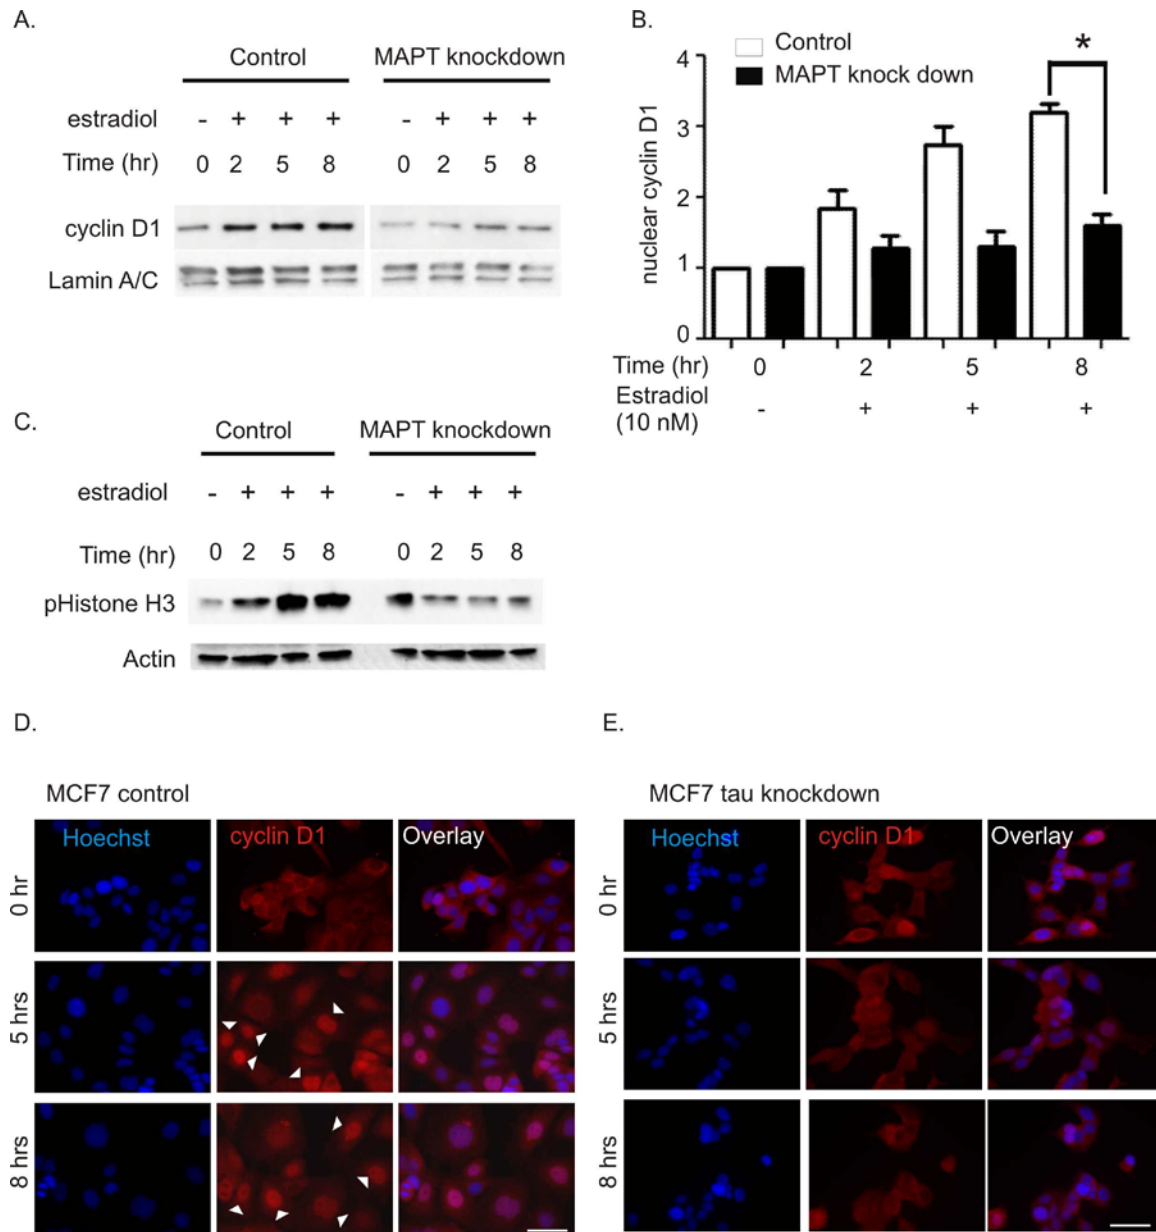 A.
Control MAPT knockdown
estradiol - + + + - + + +
Time (hr) 0 2 5 8 0 2 5 8
cyclin D1
Lamin A/C
B.
Control
MAPT knock down
*
nuclear cyclin D1
4
3
2
1
0
Time (hr) 0 2 5 8
Estradiol
(10 nM) - + + +
C.
Control MAPT knockdown
estradiol - + + + - + + +
Time (hr) 0 2 5 8 0 2 5 8
pHistone H3
Actin
D.
MCF7 control
Hoechst cyclin D1 Overlay
0 hr
5 hrs
8 hrs
E.
MCF7 tau knockdown
Hoechst cyclin D1 Overlay
0 hr
5 hrs
8 hrs